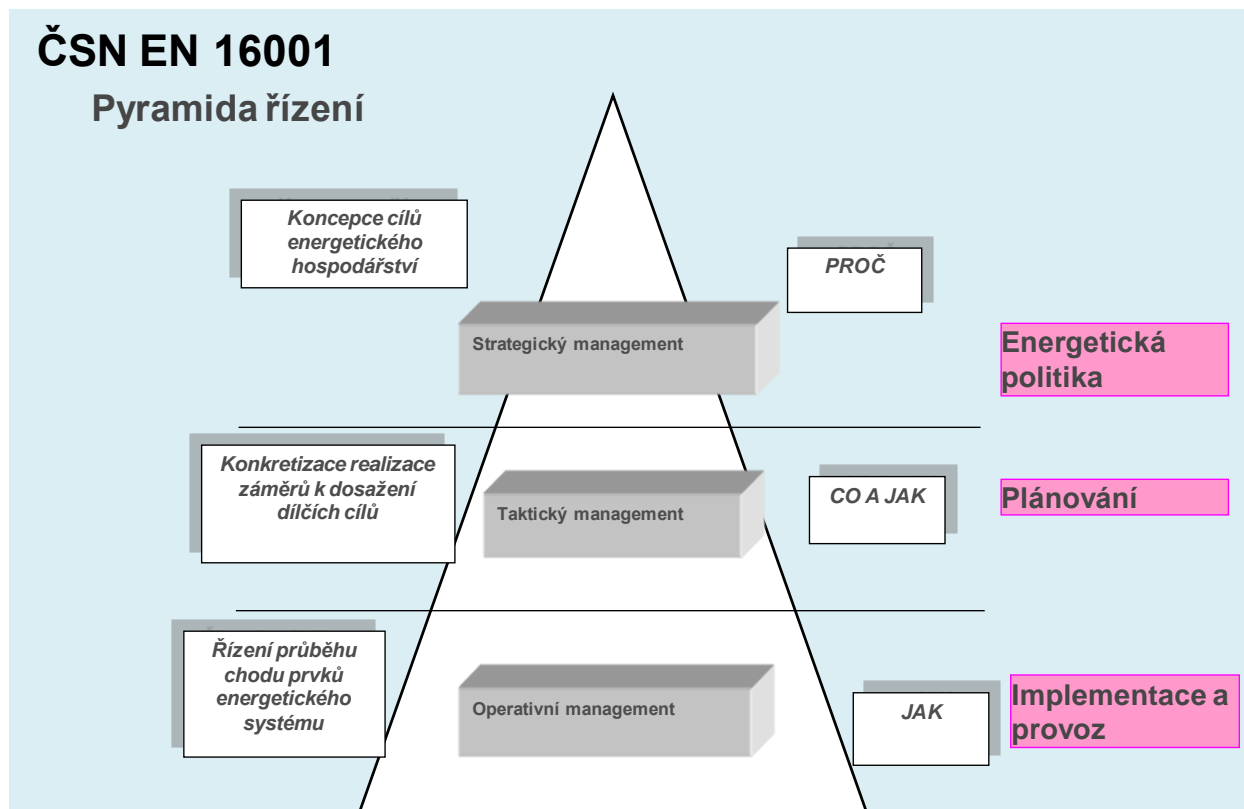 ČSN EN 16001
Pyramida řízení
Koncepce cílů
energetického
hospodářství
PROČ
Strategický management
Energetická
politika
Konkretizace realizace
záměrů k dosažení
dílčích cílů
Taktický management
CO A JAK
Plánování
Řízení průběhu
chodu prvků
energetického
systému
Operativní management
JAK
Implementace a
provoz